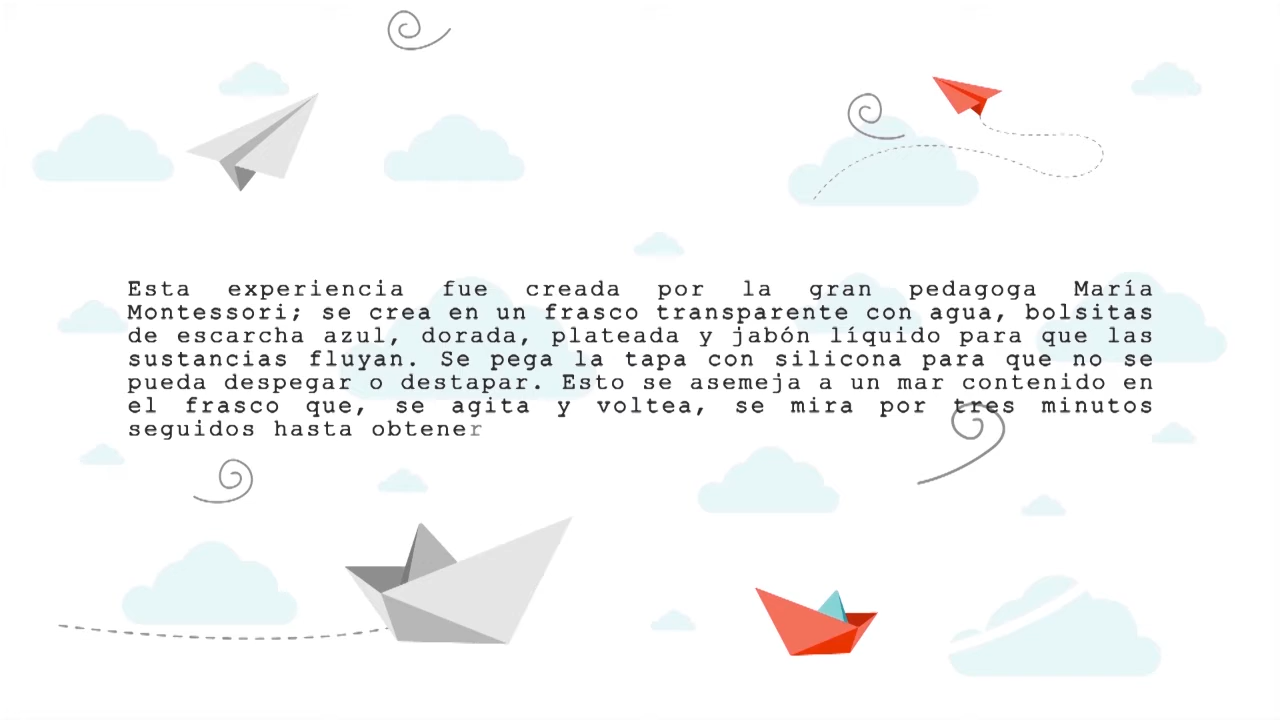 Esta experiencia fue creada por la gran pedagoga María
Montessori; se crea en un frasco transparente con agua, bolsitas
de escarcha azul, dorada, plateada y jabón líquido para que las
sustancias fluyan. Se pega la tapa con silicona para que no se
pueda despegar o destapar. Esto se asemeja a un mar contenido en
el frasco que, se agita y voltea, se mira por tres minutos
seguidos hasta obtener